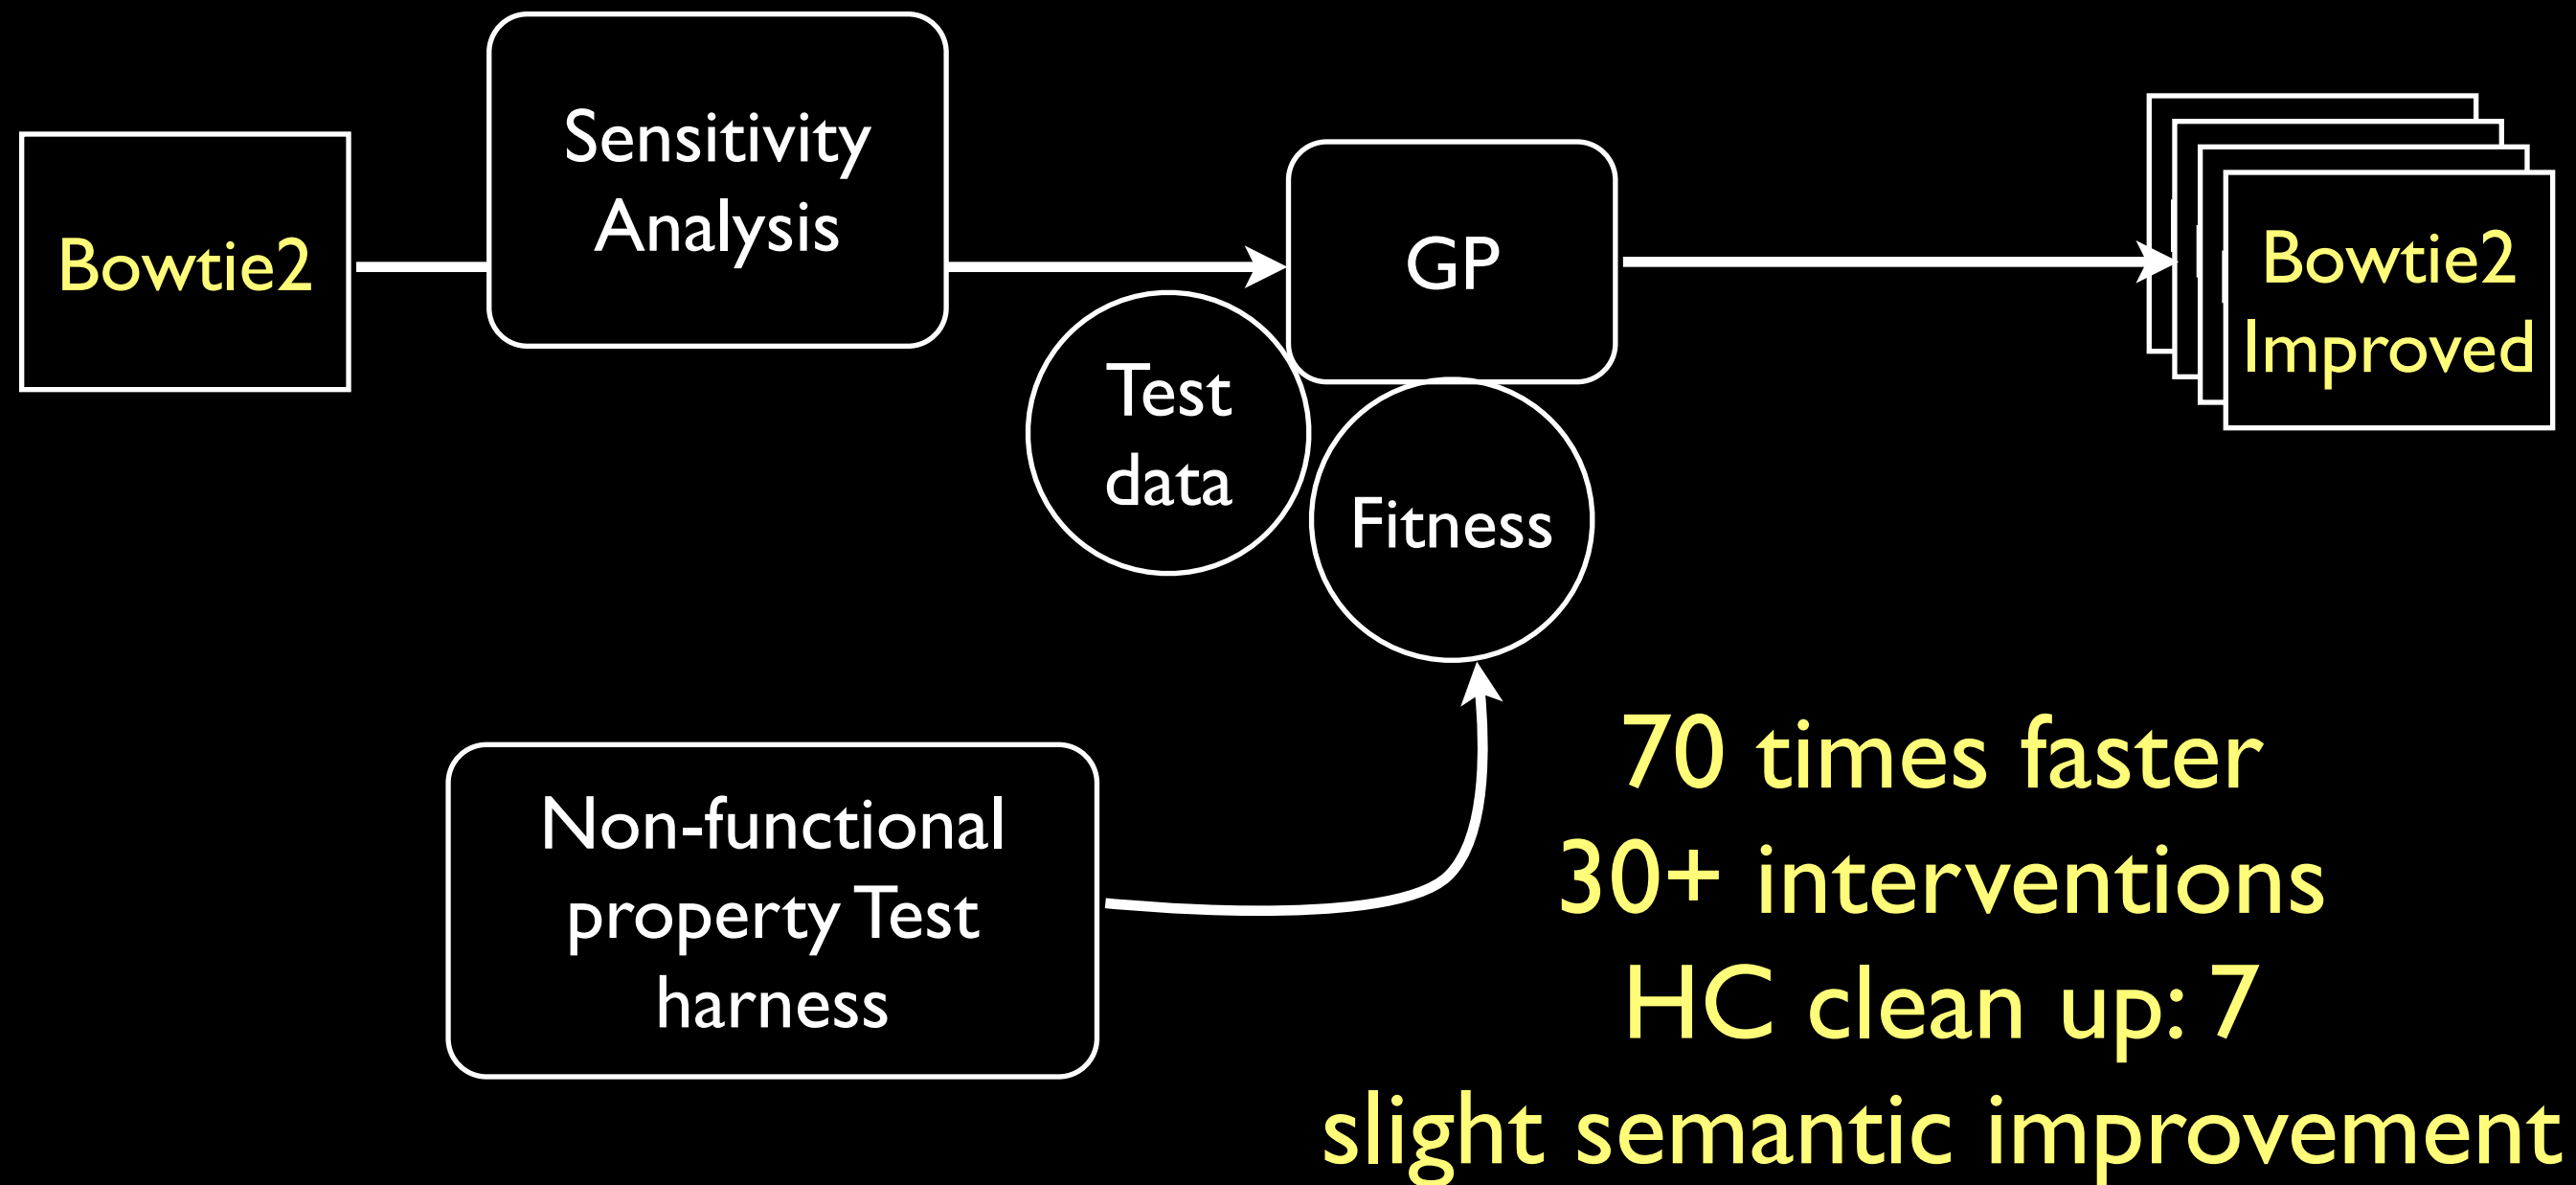 Bowtie2
Sensitivity
Analysis
GP
Bowtie2
Improved
Test
data
Fitness
Non-functional
property Test
harness
70 times faster
30+ interventions
HC clean up: 7
slight semantic improvement